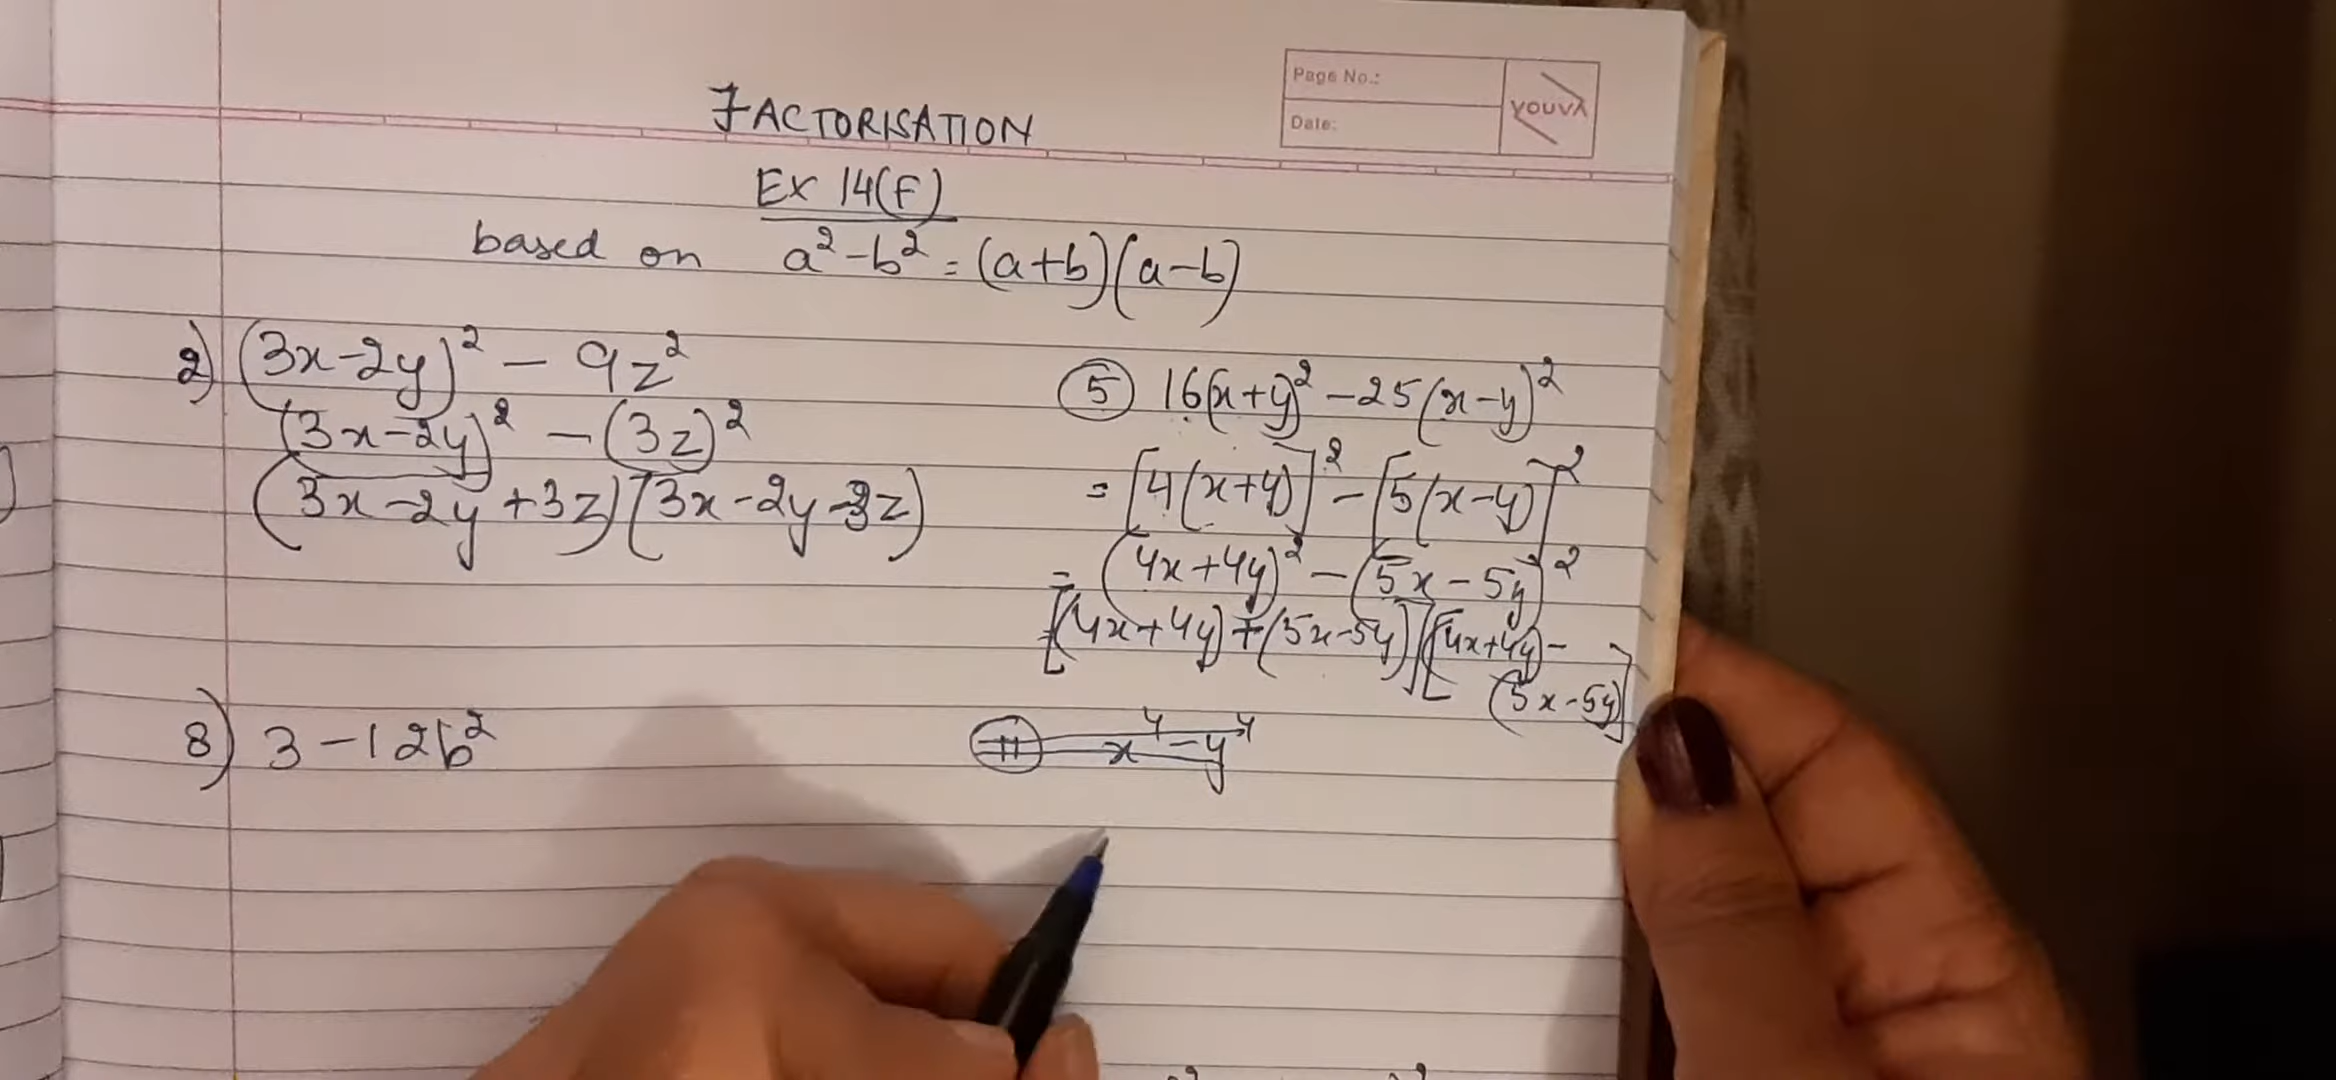 Page No.:
Date:
YOUVA
FACTORISATION
Ex 14(F)
based on a² - b² = (a+b)(a-b)
2) (3x-2y)² - 9z²
(3x-2y)² - (3z)²
(3x-2y+3z)(3x-2y-3z)
8) 3 - 12b²
⑤ 16(x+y)² - 25(x-y)²
= [4(x+y)]² - [5(x-y)]²
= (4x+4y)² - (5x-5y)²
[(4x+4y)+(5x-5y)][(4x+4y)-
(5x-5y)]
⑪ x⁴-y⁴